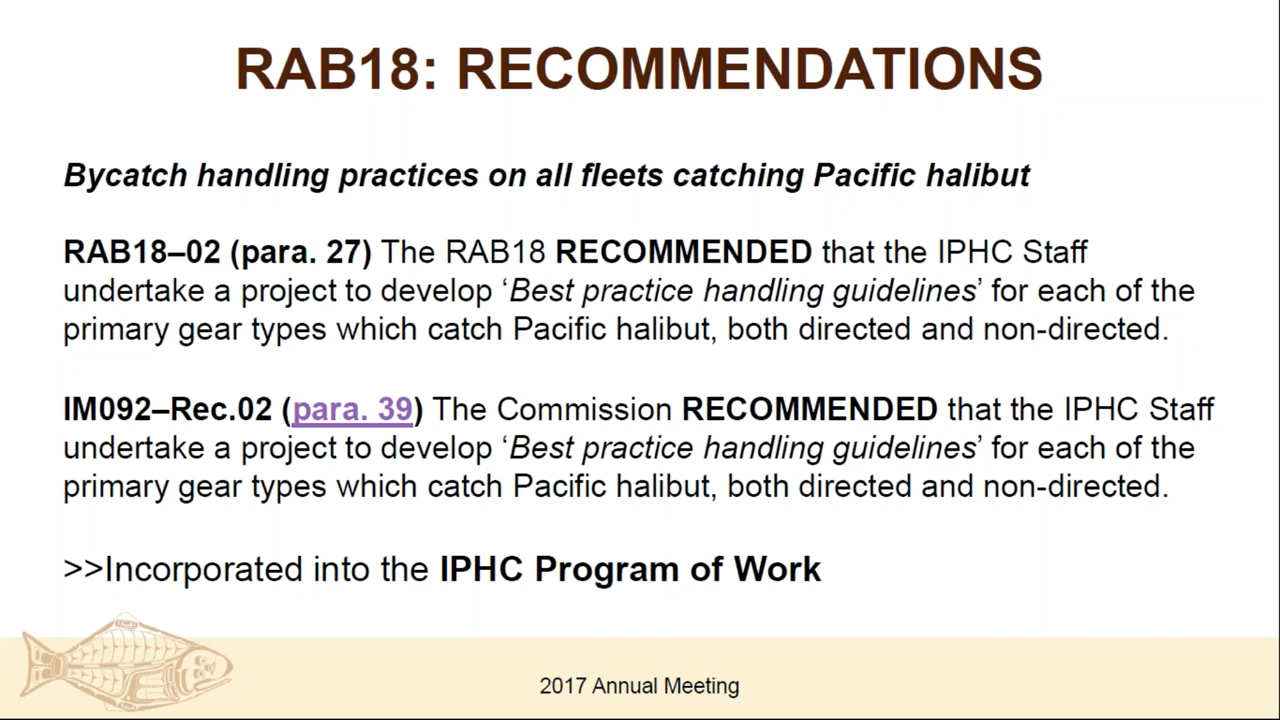 RAB18: RECOMMENDATIONS
Bycatch handling practices on all fleets catching Pacific halibut
RAB18–02 (para. 27) The RAB18 RECOMMENDED that the IPHC Staff
undertake a project to develop ‘Best practice handling guidelines’ for each of the
primary gear types which catch Pacific halibut, both directed and non-directed.
IM092–Rec.02 (para. 39) The Commission RECOMMENDED that the IPHC Staff
undertake a project to develop ‘Best practice handling guidelines’ for each of the
primary gear types which catch Pacific halibut, both directed and non-directed.
>>Incorporated into the IPHC Program of Work
2017 Annual Meeting